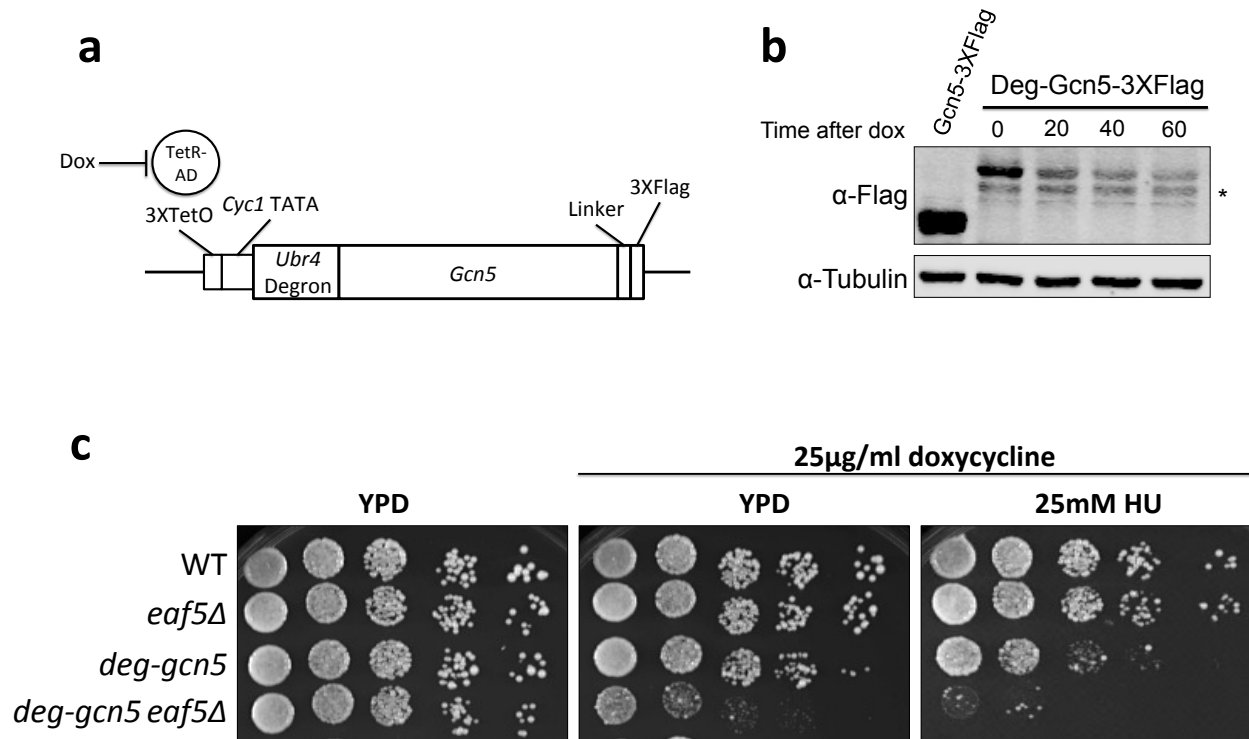 a
Dox
TetR-
AD
3XTetO
Cyc1 TATA
Ubr4
Degron
Gcn5
Linker
3XFlag
b
Gcn5-3XFlag
Deg-Gcn5-3XFlag
Time after dox
0 20 40 60
α-Flag
*
α-Tubulin
c
25µg/ml doxycycline
YPD YPD 25mM HU
WT
eaf5Δ
deg-gcn5
deg-gcn5 eaf5Δ